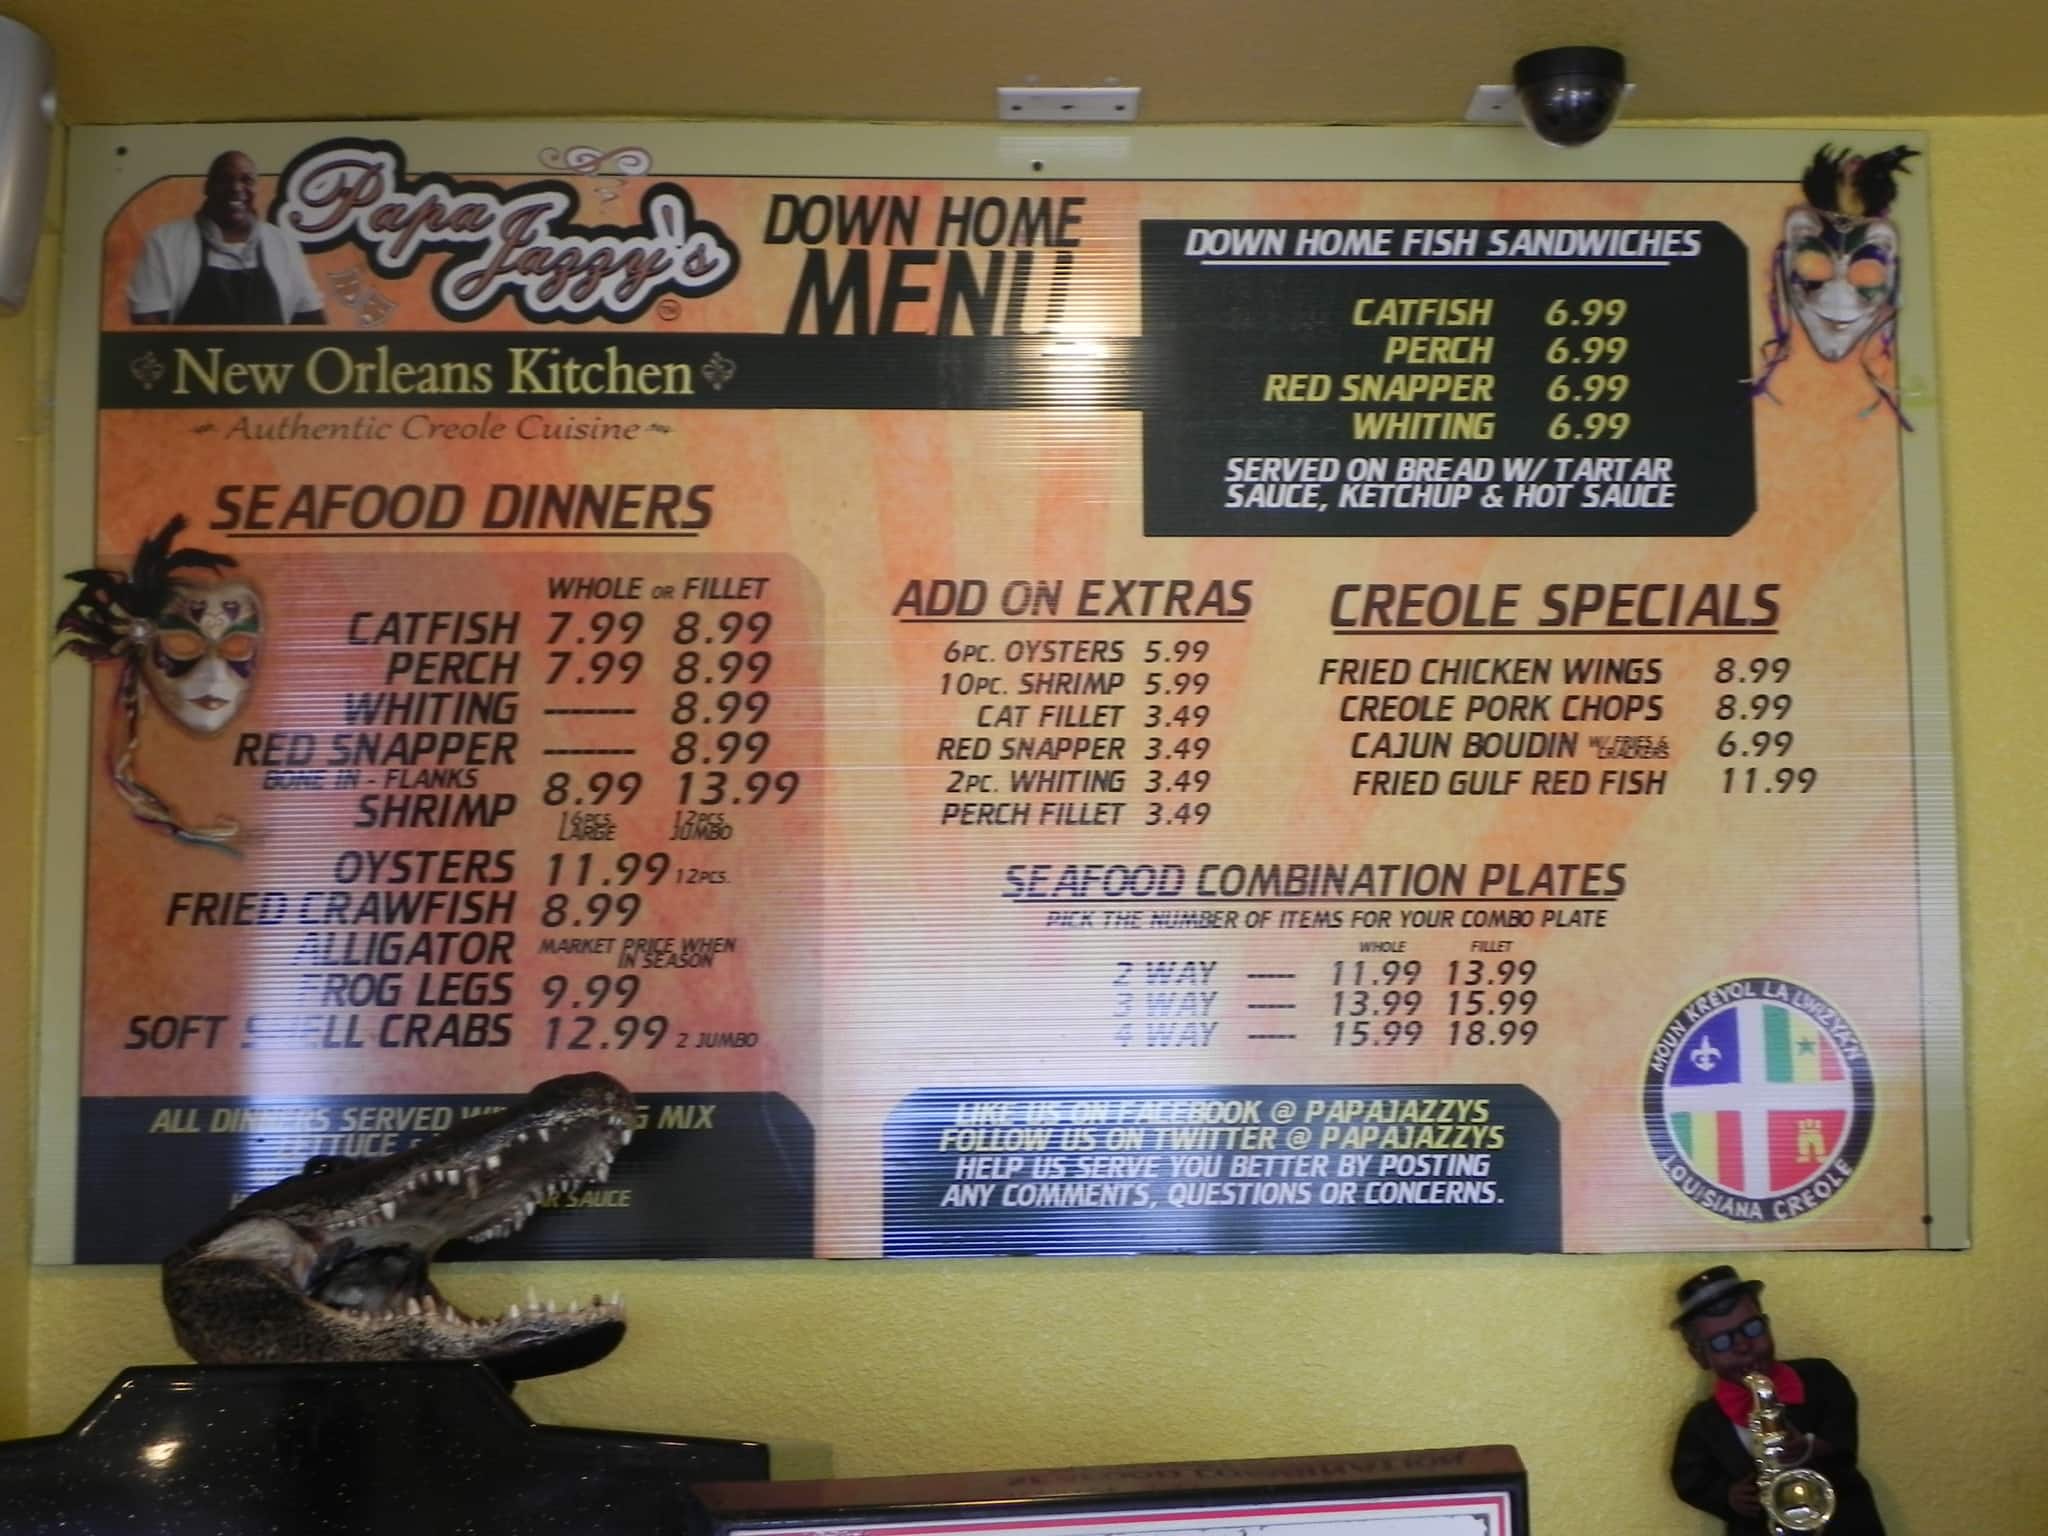 Papa Jazzy's
TM
DOWN HOME
MENU
New Orleans Kitchen
Authentic Creole Cuisine
DOWN HOME FISH SANDWICHES
CATFISH 6.99
PERCH 6.99
RED SNAPPER 6.99
WHITING 6.99
SERVED ON BREAD W/ TARTAR
SAUCE, KETCHUP & HOT SAUCE
SEAFOOD DINNERS
WHOLE OR FILLET
CATFISH 7.99 8.99
PERCH 7.99 8.99
WHITING ------- 8.99
RED SNAPPER ------- 8.99
BONE IN - FLANKS
SHRIMP 8.99 13.99
16PCS. LARGE 12PCS. JUMBO
OYSTERS 11.99 12PCS.
FRIED CRAWFISH 8.99
ALLIGATOR MARKET PRICE WHEN
IN SEASON
FROG LEGS 9.99
SOFT SHELL CRABS 12.99 2 JUMBO
ALL DINNERS SERVED G MIX
LETTUCE
SAUCE
ADD ON EXTRAS
6PC. OYSTERS 5.99
10PC. SHRIMP 5.99
CAT FILLET 3.49
RED SNAPPER 3.49
2PC. WHITING 3.49
PERCH FILLET 3.49
CREOLE SPECIALS
FRIED CHICKEN WINGS 8.99
CREOLE PORK CHOPS 8.99
CAJUN BOUDIN W/ FRIES & CRACKERS 6.99
FRIED GULF RED FISH 11.99
SEAFOOD COMBINATION PLATES
PICK THE NUMBER OF ITEMS FOR YOUR COMBO PLATE
WHOLE FILLET
2 WAY ----- 11.99 13.99
3 WAY ----- 13.99 15.99
4 WAY ----- 15.99 18.99
LIKE US ON FACEBOOK @ PAPAJAZZYS
FOLLOW US ON TWITTER @ PAPAJAZZYS
HELP US SERVE YOU BETTER BY POSTING
ANY COMMENTS, QUESTIONS OR CONCERNS.
MOUN KRÉYOL LA LWIZYÀN
LOUISIANA CREOLE